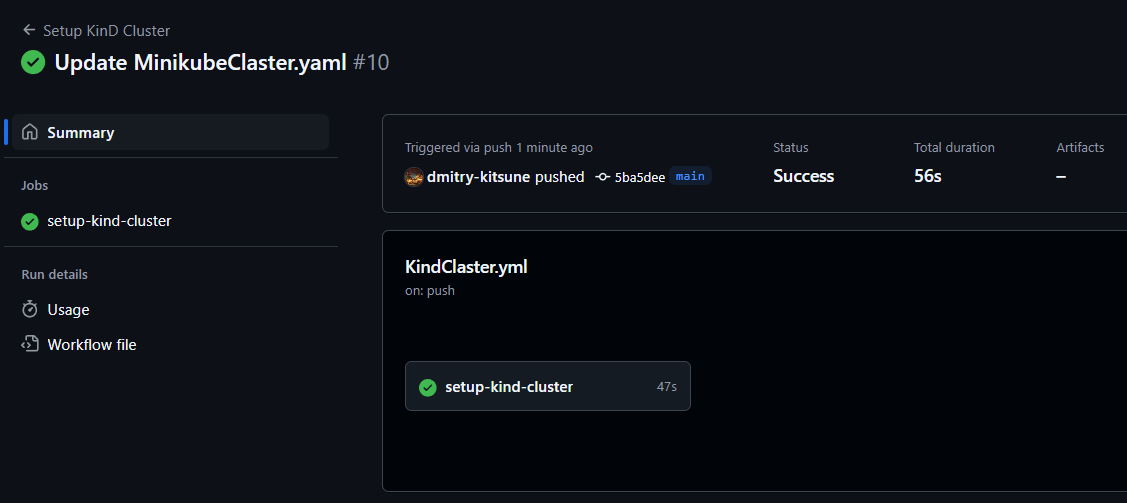 Setup KinD Cluster
Update MinikubeClaster.yaml #10
Summary
Jobs
setup-kind-cluster
Run details
Usage
Workflow file
Triggered via push 1 minute ago
dmitry-kitsune pushed 5ba5dee main
Status
Success
Total duration
56s
Artifacts
–
KindClaster.yml
on: push
setup-kind-cluster 47s